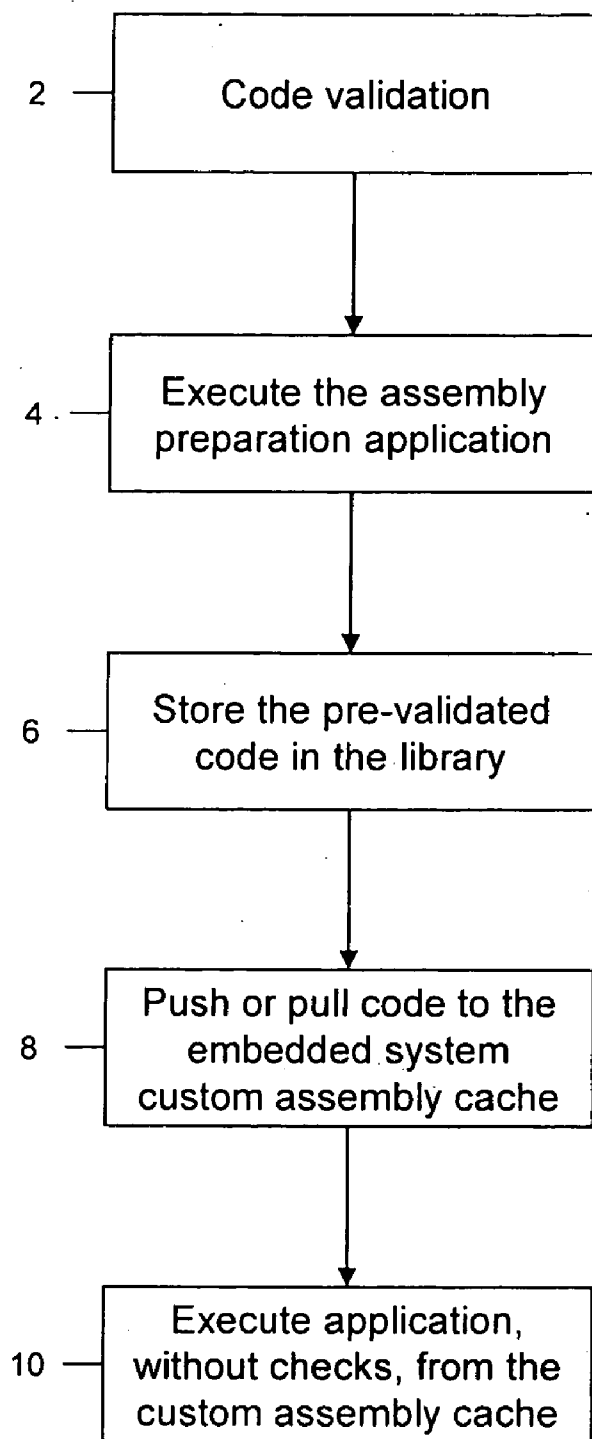 2
Code validation
4
Execute the assembly
preparation application
6
Store the pre-validated
code in the library
8
Push or pull code to the
embedded system
custom assembly cache
10
Execute application,
without checks, from the
custom assembly cache